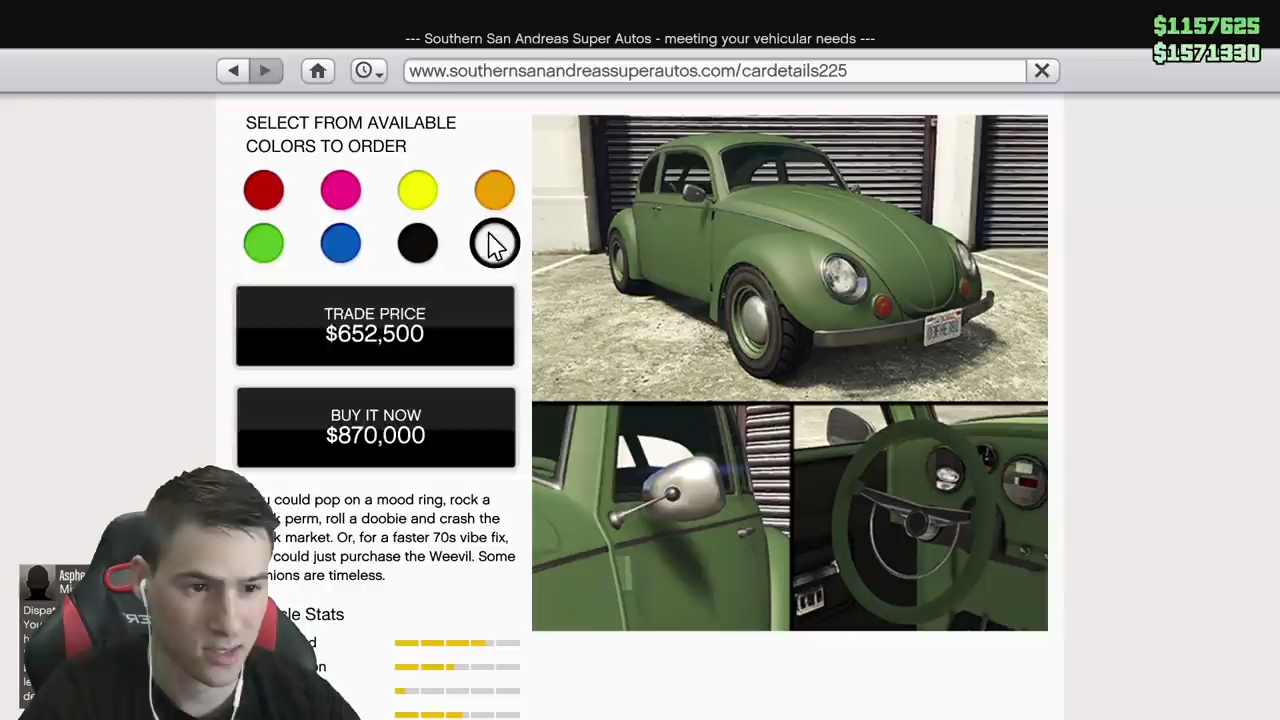 --- Southern San Andreas Super Autos - meeting your vehicular needs ---
$1157625
$1571330
www.southernsanandreassuperautos.com/cardetails225
SELECT FROM AVAILABLE
COLORS TO ORDER
TRADE PRICE
$652,500
BUY IT NOW
$870,000
could pop on a mood ring, rock a
perm, roll a doobie and crash the
market. Or, for a faster 70s vibe fix,
could just purchase the Weevil. Some
are timeless.
Stats